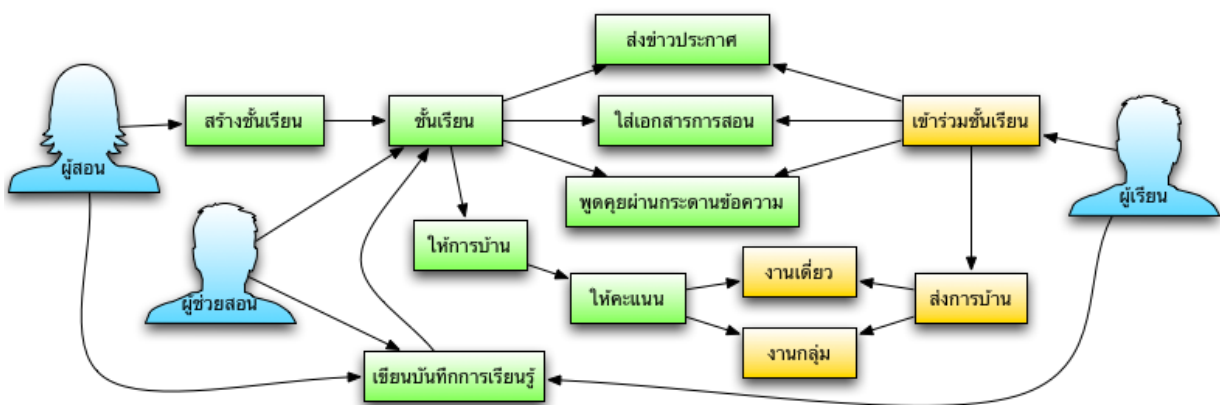 ส่งข่าวประกาศ
สร้างชั้นเรียน
ชั้นเรียน
ใส่เอกสารการสอน
เข้าร่วมชั้นเรียน
ผู้สอน
ผู้เรียน
พูดคุยผ่านกระดานข้อความ
ให้การบ้าน
งานเดี่ยว
ผู้ช่วยสอน
ให้คะแนน
ส่งการบ้าน
งานกลุ่ม
เขียนบันทึกการเรียนรู้